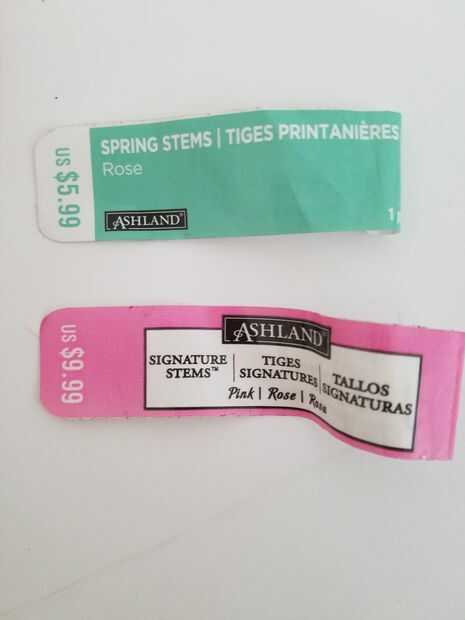 SPRING STEMS | TIGES PRINTANIÈRES
Rose
US $5.99
ASHLAND®
1
ASHLAND®
US $9.99
SIGNATURE STEMS™
TIGES SIGNATURES
TALLOS SIGNATURAS
Pink | Rose | Rosa